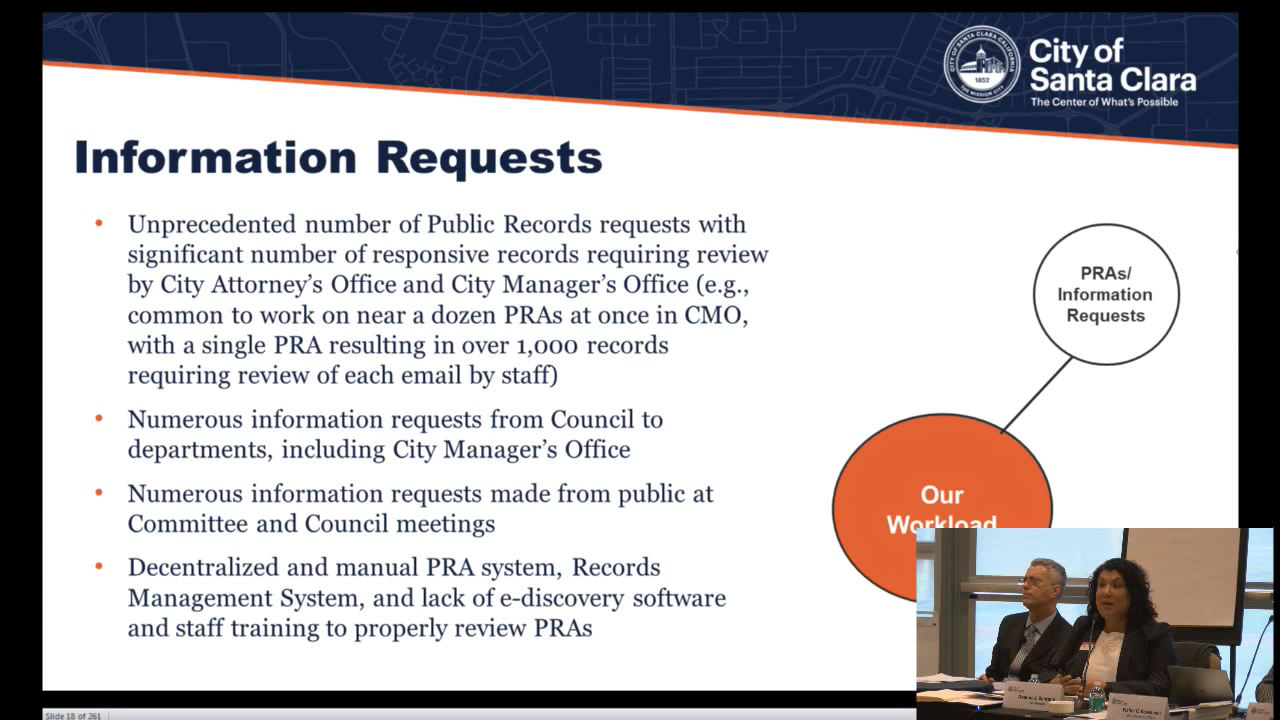 City of
Santa Clara
The Center of What's Possible
1852
Information Requests
• Unprecedented number of Public Records requests with
significant number of responsive records requiring review
by City Attorney's Office and City Manager's Office (e.g.,
common to work on near a dozen PRAs at once in CMO,
with a single PRA resulting in over 1,000 records
requiring review of each email by staff)
• Numerous information requests from Council to
departments, including City Manager's Office
• Numerous information requests made from public at
Committee and Council meetings
• Decentralized and manual PRA system, Records
Management System, and lack of e-discovery software
and staff training to properly review PRAs
PRAs/
Information
Requests
Our
Workload
Slide 18 of 261